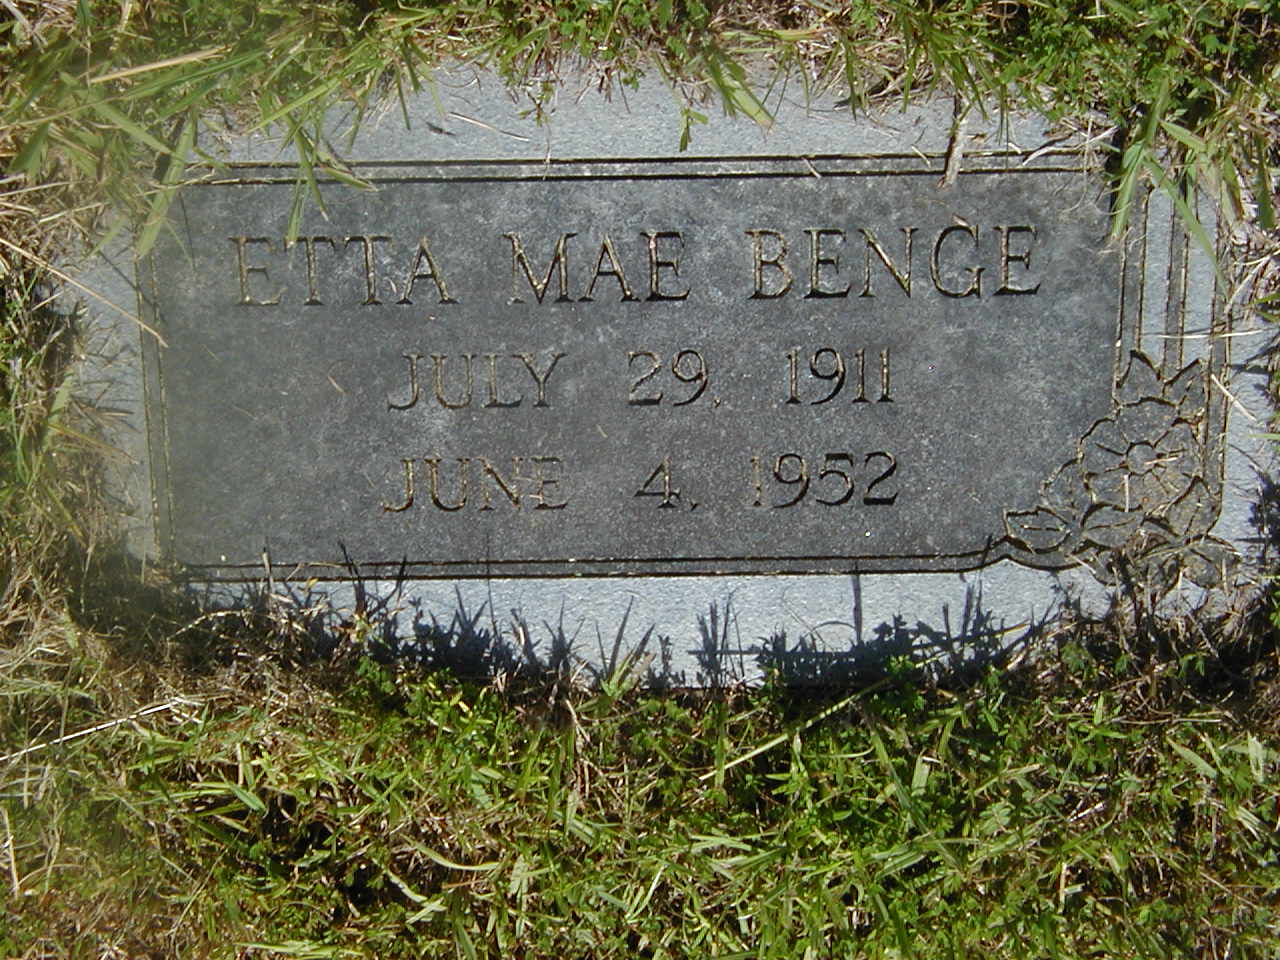 ETTA MAE BENGE
JULY 29, 1911
JUNE 4, 1952